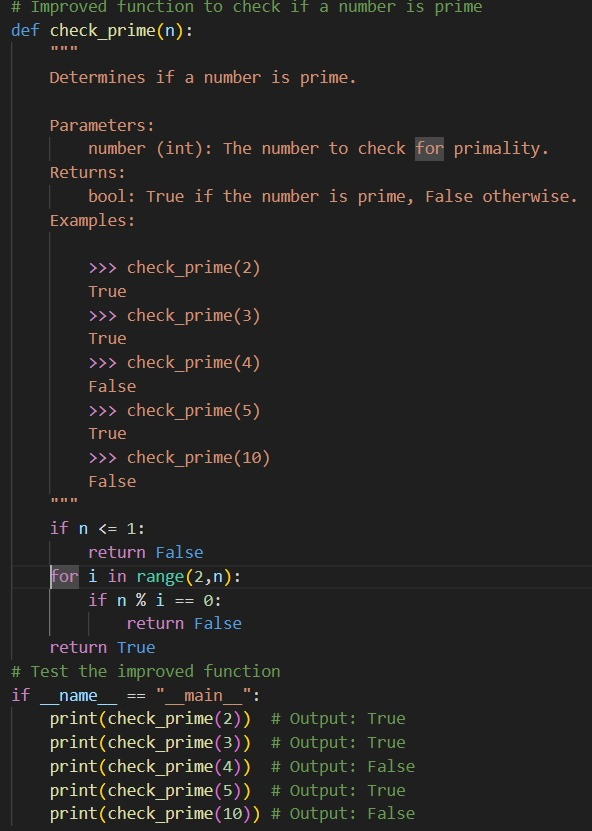 # Improved function to check if a number is prime
def check_prime(n):
    """
    Determines if a number is prime.

    Parameters:
        number (int): The number to check for primality.
    Returns:
        bool: True if the number is prime, False otherwise.
    Examples:

        >>> check_prime(2)
        True
        >>> check_prime(3)
        True
        >>> check_prime(4)
        False
        >>> check_prime(5)
        True
        >>> check_prime(10)
        False
    """
    if n <= 1:
        return False
    for i in range(2,n):
        if n % i == 0:
            return False
    return True
# Test the improved function
if __name__ == "__main__":
    print(check_prime(2))  # Output: True
    print(check_prime(3))  # Output: True
    print(check_prime(4))  # Output: False
    print(check_prime(5))  # Output: True
    print(check_prime(10)) # Output: False